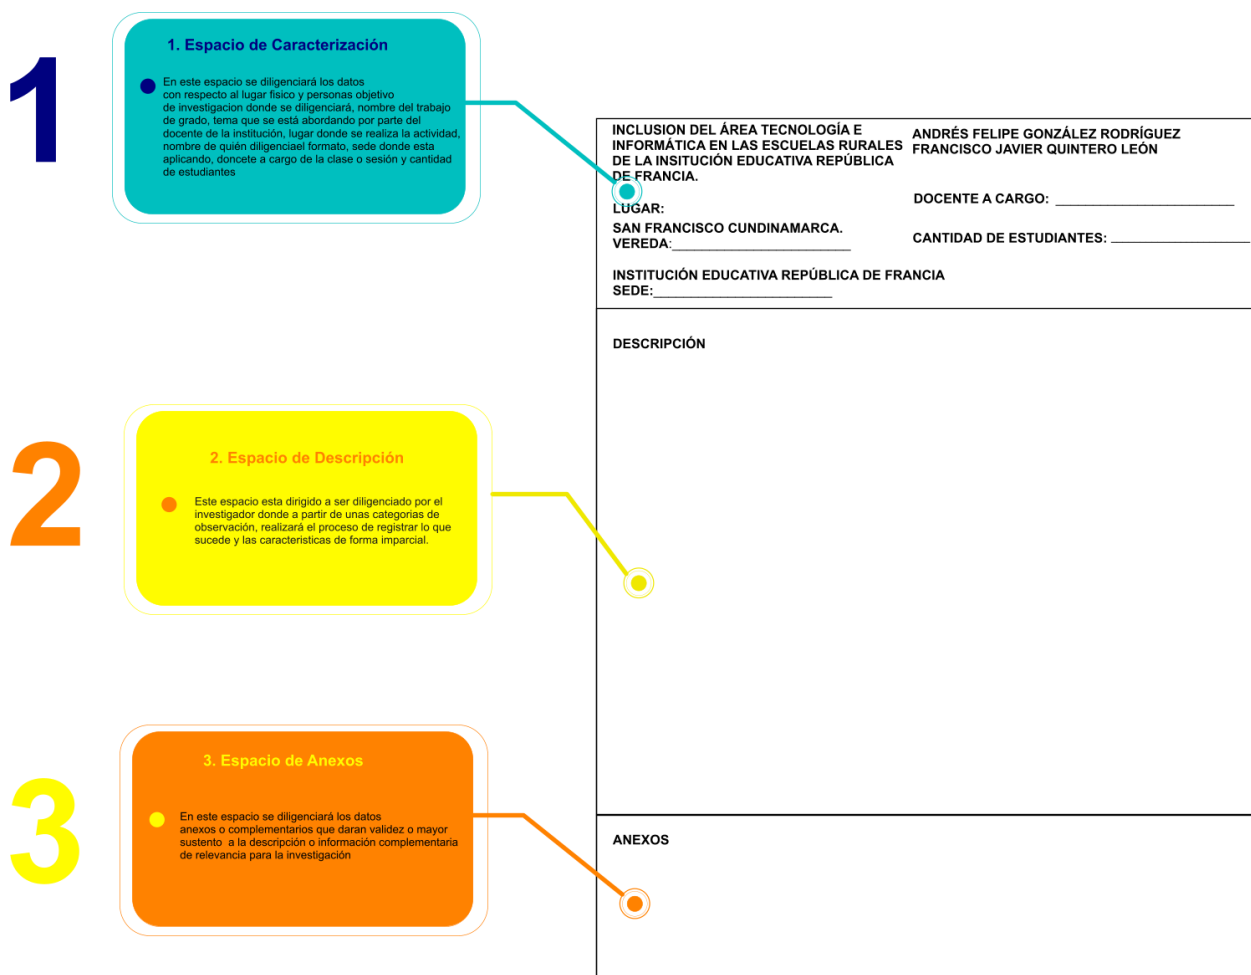 1
1. Espacio de Caracterización
En este espacio se diligenciará los datos
con respecto al lugar fisico y personas objetivo
de investigacion donde se diligenciará, nombre del trabajo
de grado, tema que se está abordando por parte del
docente de la institución, lugar donde se realiza la actividad,
nombre de quién diligenciael formato, sede donde esta
aplicando, doncete a cargo de la clase o sesión y cantidad
de estudiantes
INCLUSION DEL ÁREA TECNOLOGÍA E
INFORMÁTICA EN LAS ESCUELAS RURALES
DE LA INSITUCIÓN EDUCATIVA REPÚBLICA
DE FRANCIA.
ANDRÉS FELIPE GONZÁLEZ RODRÍGUEZ
FRANCISCO JAVIER QUINTERO LEÓN
LUGAR:
SAN FRANCISCO CUNDINAMARCA.
VEREDA:_________________________
DOCENTE A CARGO: _________________________
CANTIDAD DE ESTUDIANTES: ____________________
INSTITUCIÓN EDUCATIVA REPÚBLICA DE FRANCIA
SEDE:_________________________
DESCRIPCIÓN
2
2. Espacio de Descripción
Este espacio esta dirigido a ser diligenciado por el
investigador donde a partir de unas categorias de
observación, realizará el proceso de registrar lo que
sucede y las caracteristicas de forma imparcial.
3
3. Espacio de Anexos
En este espacio se diligenciará los datos
anexos o complementarios que daran validez o mayor
sustento a la descripción o información complementaria
de relevancia para la investigación
ANEXOS